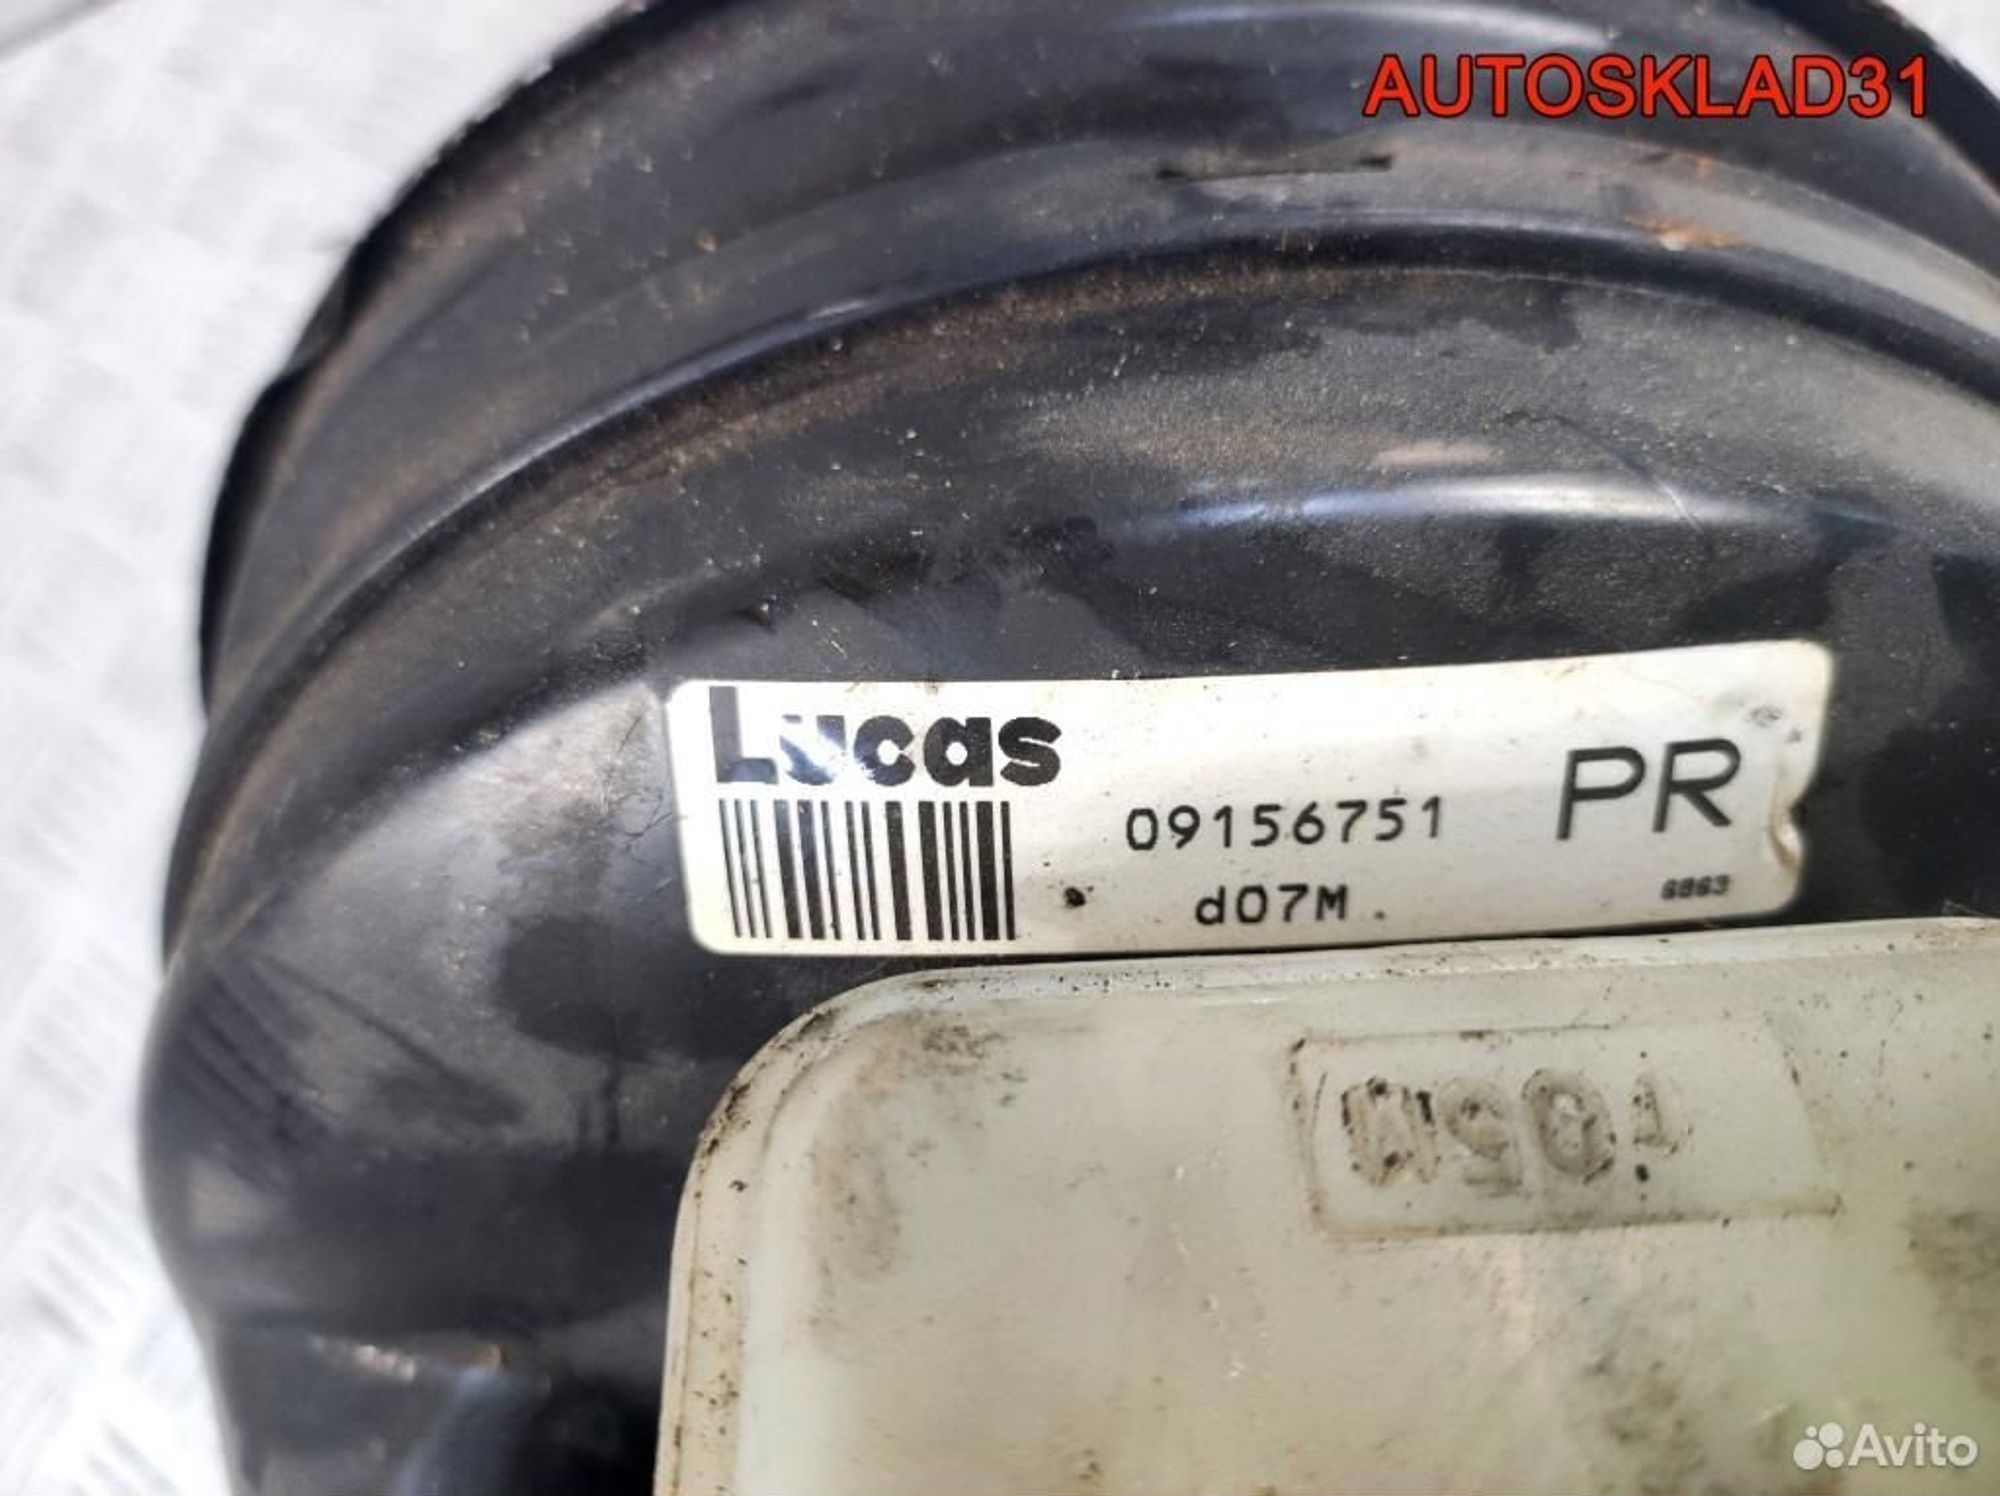 AUTOSKLAD31
Lucas
09156751 PR
d07M. 6863
Avito